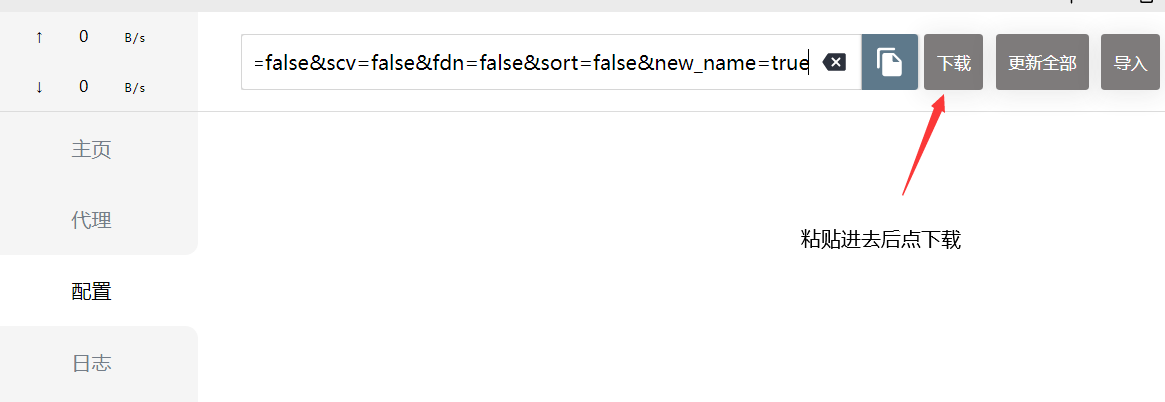 ↑ 0 B/s
=false&scv=false&fdn=false&sort=false&new_name=true 下载 更新全部 导入
↓ 0 B/s
主页
代理
粘贴进去后点下载
配置
日志